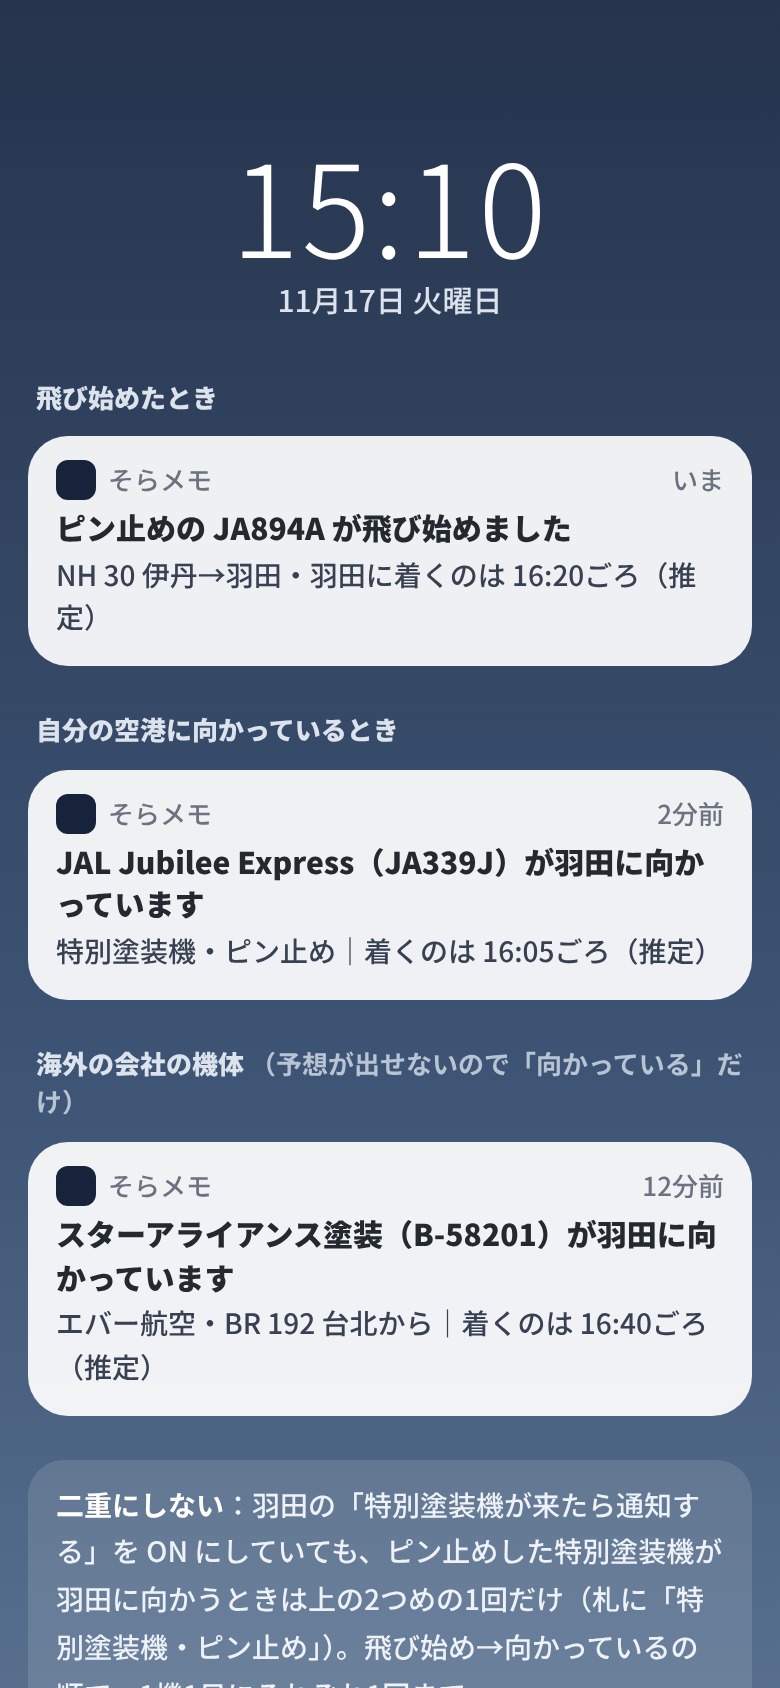 15:10
11月17日 火曜日
飛び始めたとき
そらメモ いま
ピン止めの JA894A が飛び始めました
NH 30 伊丹→羽田・羽田に着くのは 16:20ごろ（推
定）
自分の空港に向かっているとき
そらメモ 2分前
JAL Jubilee Express（JA339J）が羽田に向か
っています
特別塗装機・ピン止め｜着くのは 16:05ごろ（推定）
海外の会社の機体 （予想が出せないので「向かっている」だ
け）
そらメモ 12分前
スターアライアンス塗装（B-58201）が羽田に向
かっています
エバー航空・BR 192 台北から｜着くのは 16:40ごろ
（推定）
二重にしない：羽田の「特別塗装機が来たら通知す
る」を ON にしていても、ピン止めした特別塗装機が
羽田に向かうときは上の2つめの1回だけ（札に「特
別塗装機・ピン止め」）。飛び始め→向かっているの